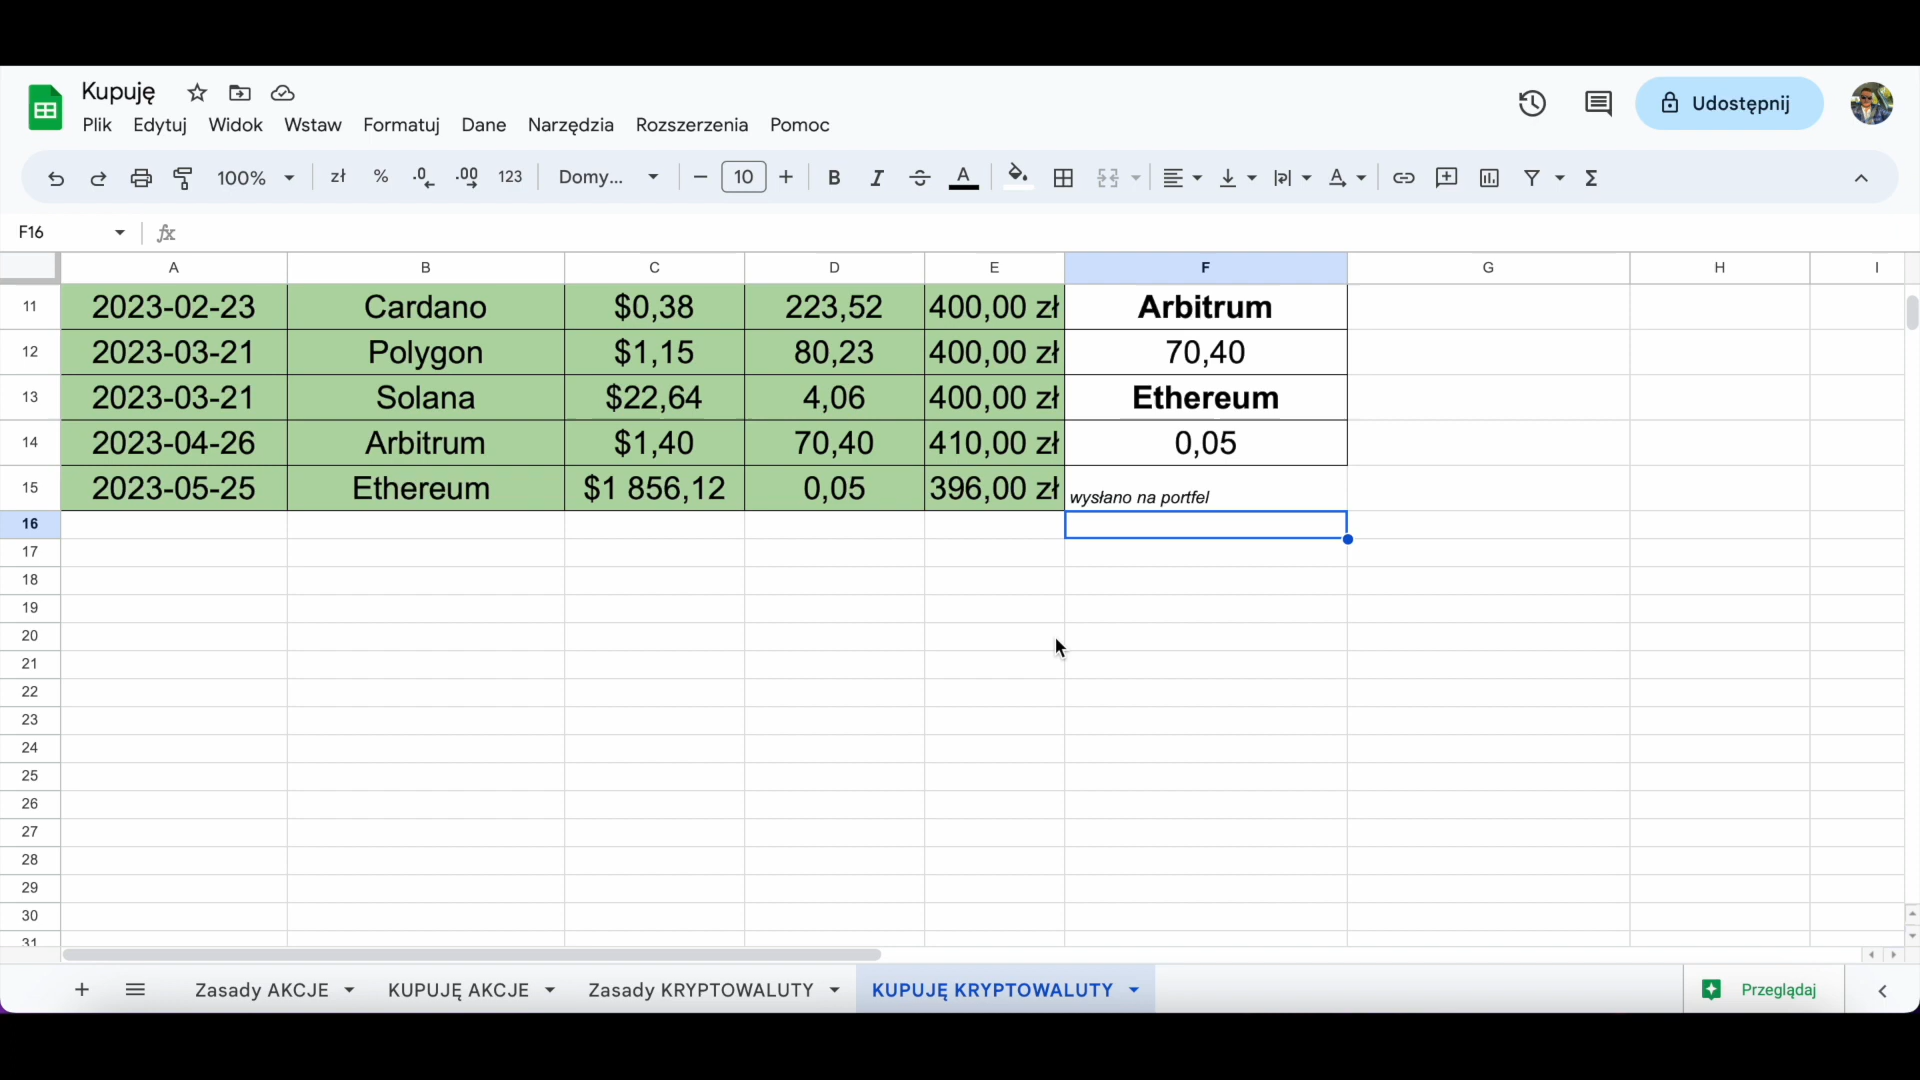 Kupuję
Plik Edytuj Widok Wstaw Formatuj Dane Narzędzia Rozszerzenia Pomoc
Udostępnij
100% zł % .0 .00 123 Domy... 10 B I A
F16 fx
A B C D E F G H I
11 2023-02-23 Cardano $0,38 223,52 400,00 zł Arbitrum
12 2023-03-21 Polygon $1,15 80,23 400,00 zł 70,40
13 2023-03-21 Solana $22,64 4,06 400,00 zł Ethereum
14 2023-04-26 Arbitrum $1,40 70,40 410,00 zł 0,05
15 2023-05-25 Ethereum $1 856,12 0,05 396,00 zł wysłano na portfel
16
17
18
19
20
21
22
23
24
25
26
27
28
29
30
31
Zasady AKCJE KUPUJĘ AKCJE Zasady KRYPTOWALUTY KUPUJĘ KRYPTOWALUTY Przeglądaj